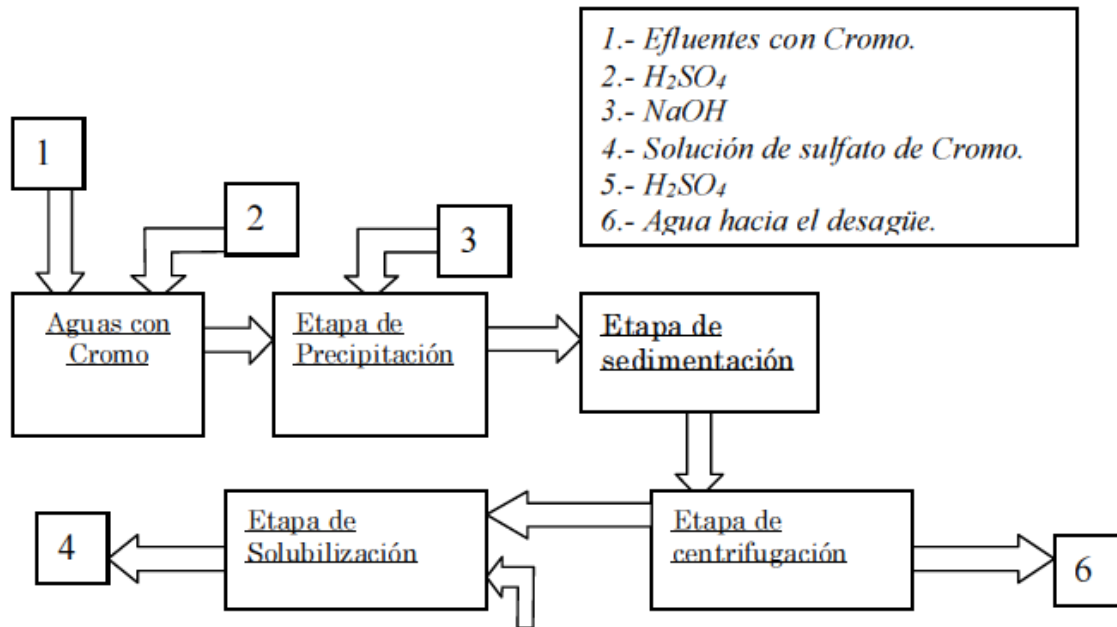 1.- Efluentes con Cromo.
2.- H₂SO₄
3.- NaOH
4.- Solución de sulfato de Cromo.
5.- H₂SO₄
6.- Agua hacia el desagüe.
1
2
3
Aguas con
Cromo
Etapa de
Precipitación
Etapa de
sedimentación
4
Etapa de
Solubilización
Etapa de
centrifugación
6